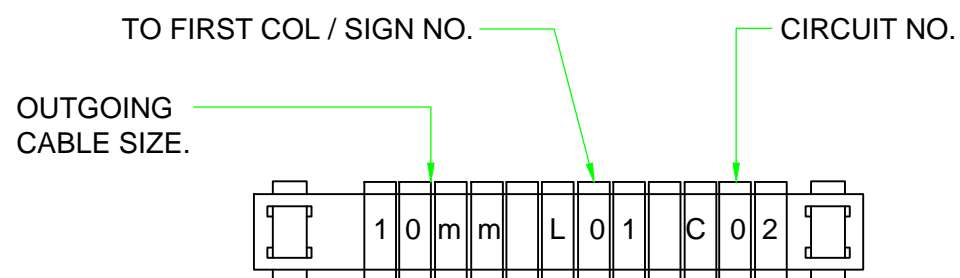 TO FIRST COL / SIGN NO.
CIRCUIT NO.
OUTGOING
CABLE SIZE.
10mm L01 C02